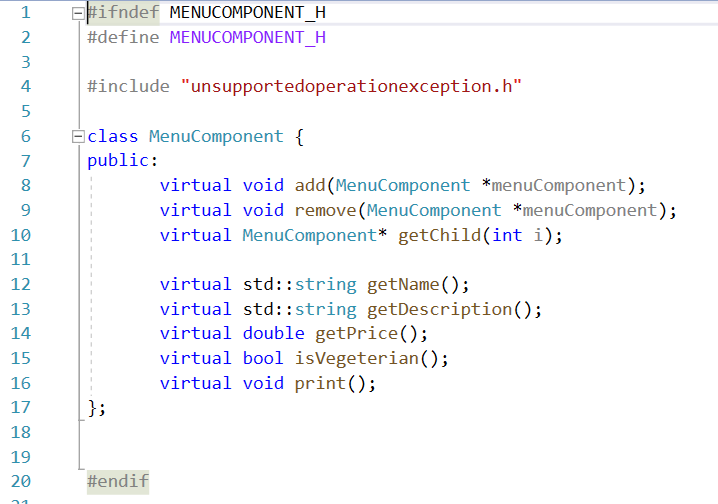 1 #ifndef MENUCOMPONENT_H
2 #define MENUCOMPONENT_H
3
4 #include "unsupportedoperationexception.h"
5
6 class MenuComponent {
7 public:
8 virtual void add(MenuComponent *menuComponent);
9 virtual void remove(MenuComponent *menuComponent);
10 virtual MenuComponent* getChild(int i);
11
12 virtual std::string getName();
13 virtual std::string getDescription();
14 virtual double getPrice();
15 virtual bool isVegeterian();
16 virtual void print();
17 };
18
19
20 #endif